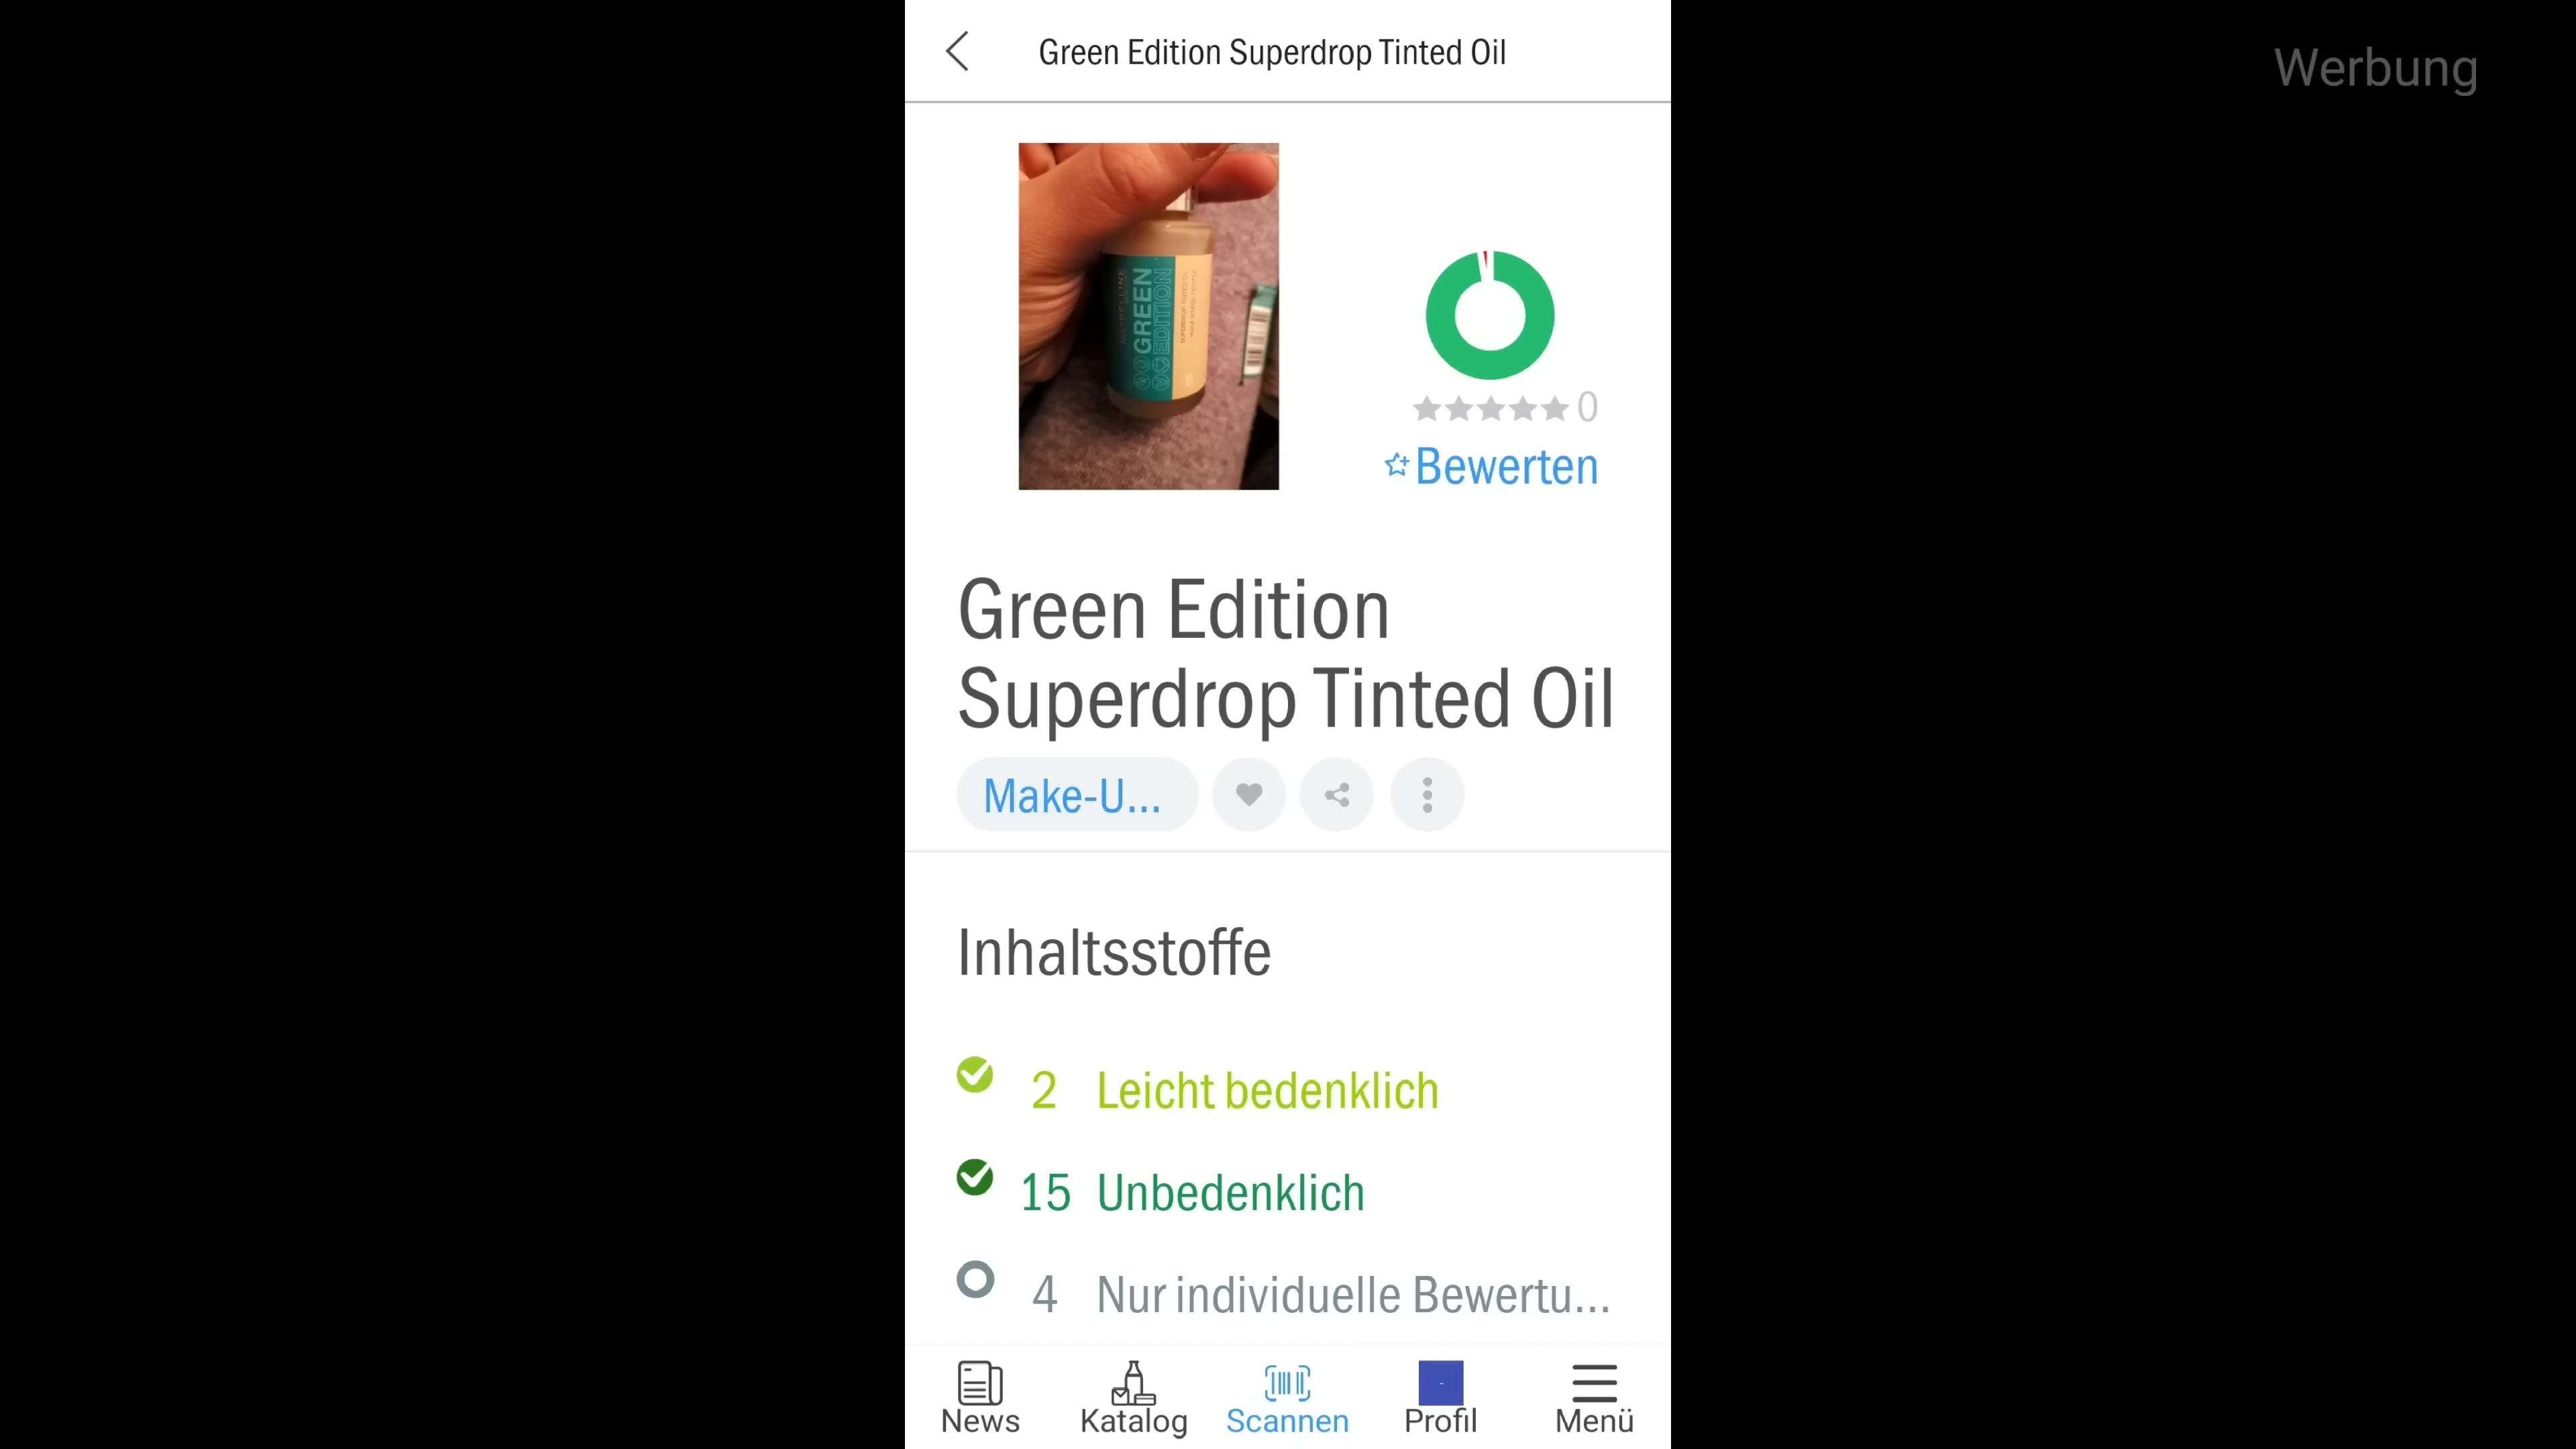 Green Edition Superdrop Tinted Oil
Werbung
GREEN
EDITION
0
Bewerten
Green Edition
Superdrop Tinted Oil
Make-U...
Inhaltsstoffe
2 Leicht bedenklich
15 Unbedenklich
4 Nur individuelle Bewertu...
News Katalog Scannen Profil Menü